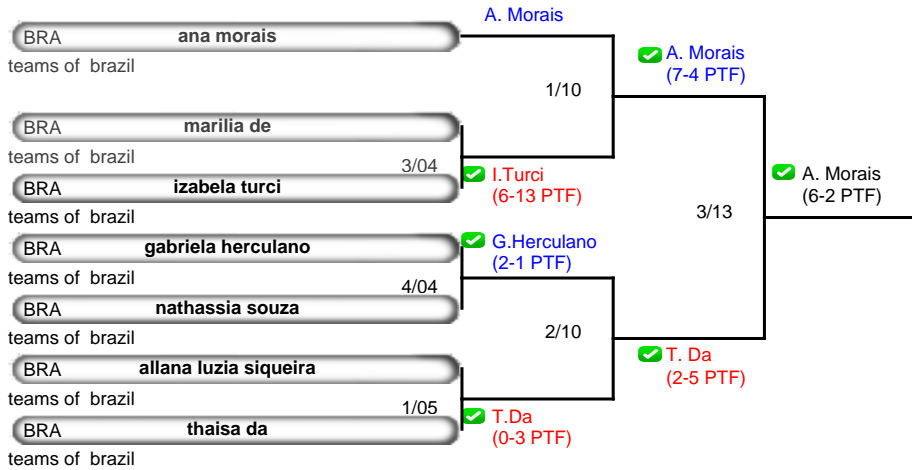 A. Morais
BRA ana morais
teams of brazil
A. Morais
(7-4 PTF)
1/10
BRA marilia de
teams of brazil
3/04
I.Turci
(6-13 PTF)
BRA izabela turci
teams of brazil
A. Morais
(6-2 PTF)
3/13
BRA gabriela herculano
teams of brazil
G.Herculano
(2-1 PTF)
4/04
BRA nathassia souza
teams of brazil
2/10
T. Da
(2-5 PTF)
BRA allana luzia siqueira
teams of brazil
1/05
T.Da
(0-3 PTF)
BRA thaisa da
teams of brazil